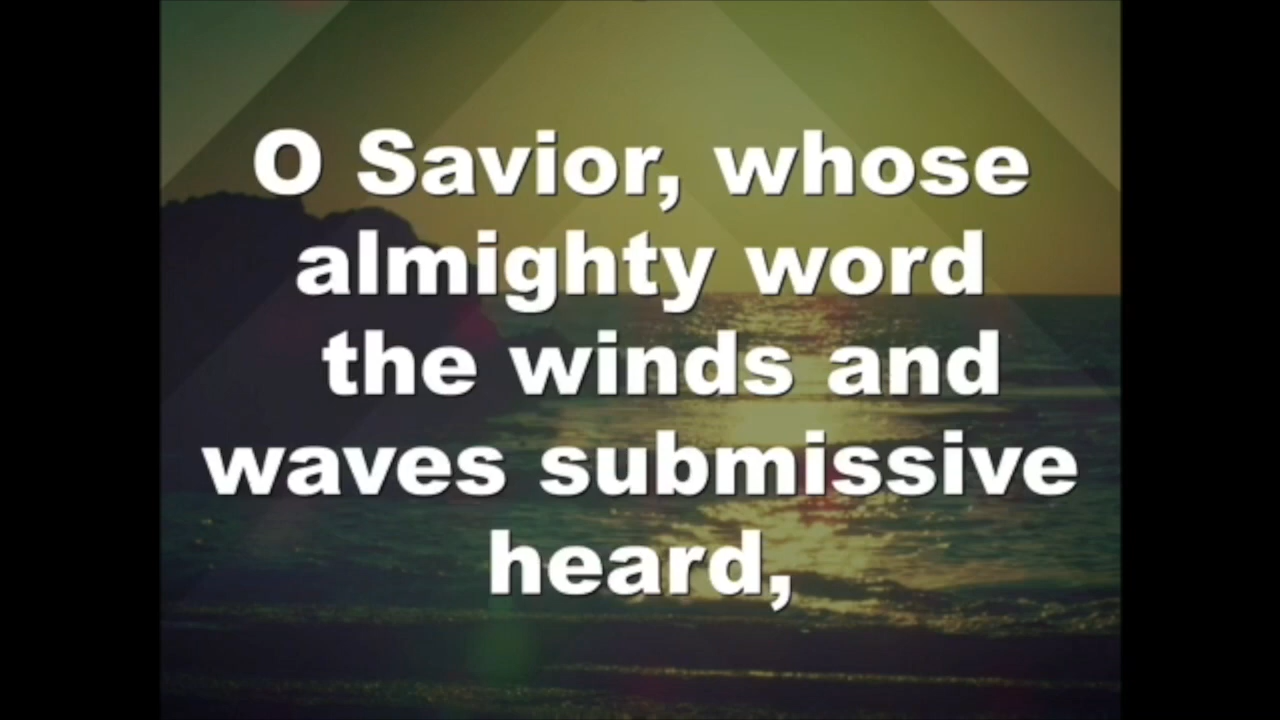 O Savior, whose
almighty word
the winds and
waves submissive
heard,